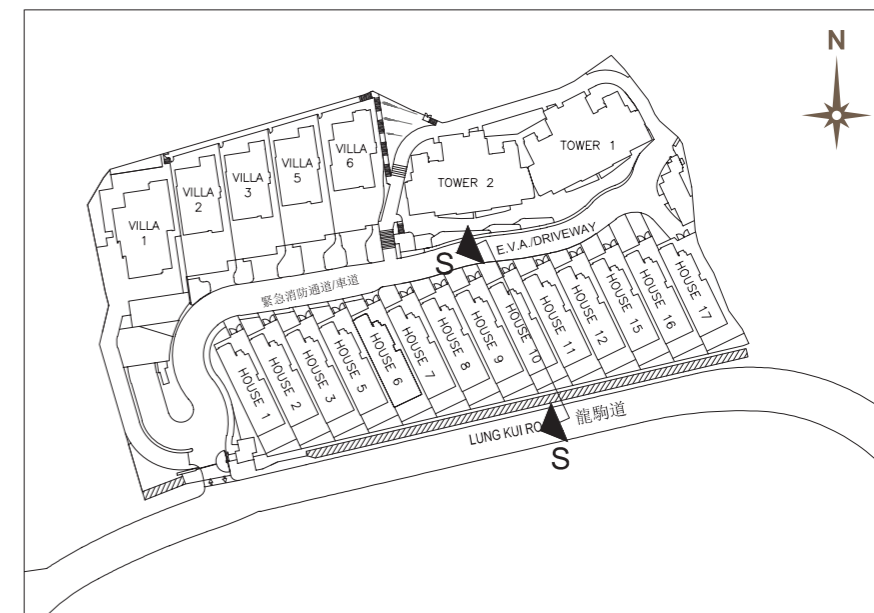 N
TOWER 1
TOWER 2
VILLA
6
VILLA
5
VILLA
3
VILLA
2
VILLA
1
E.V.A./DRIVEWAY
S
緊急消防通道/車道
HOUSE 1
HOUSE 2
HOUSE 3
HOUSE 5
HOUSE 6
HOUSE 7
HOUSE 8
HOUSE 9
HOUSE 10
HOUSE 11
HOUSE 12
HOUSE 15
HOUSE 16
HOUSE 17
LUNG KUI RO
龍駒道
S